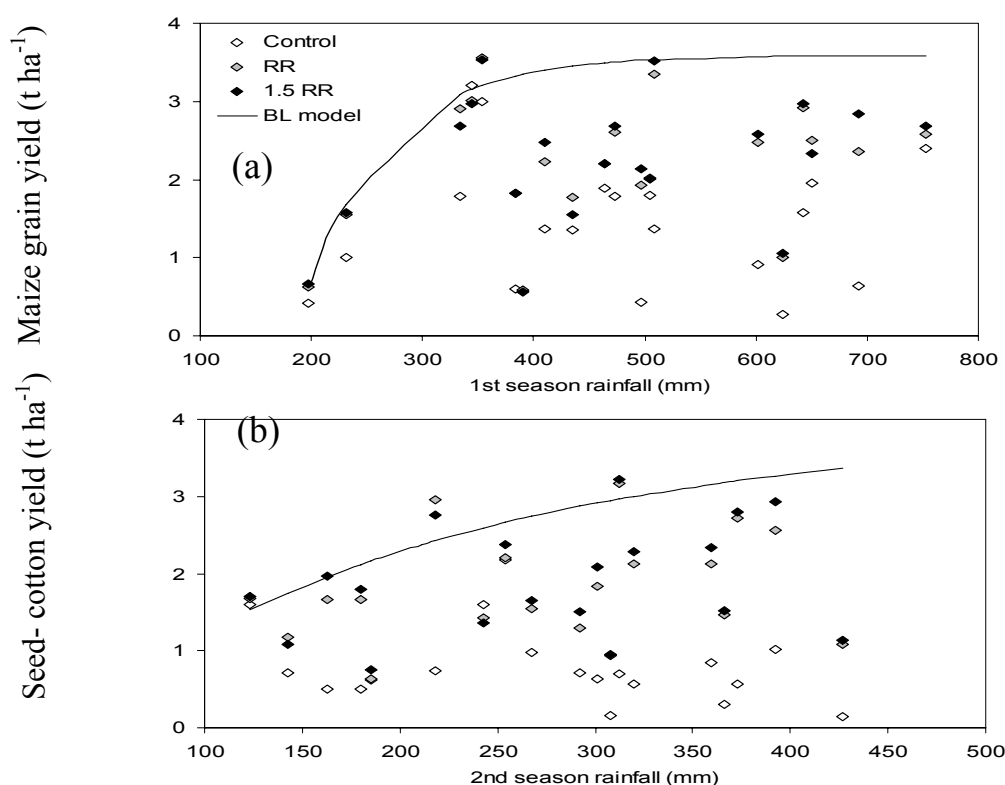 Maize grain yield (t ha-1)
4
3
2
1
0
Control
RR
1.5 RR
BL model
(a)
100 200 300 400 500 600 700 800
1st season rainfall (mm)
Seed- cotton yield (t ha-1)
4
3
2
1
0
(b)
100 150 200 250 300 350 400 450 500
2nd season rainfall (mm)